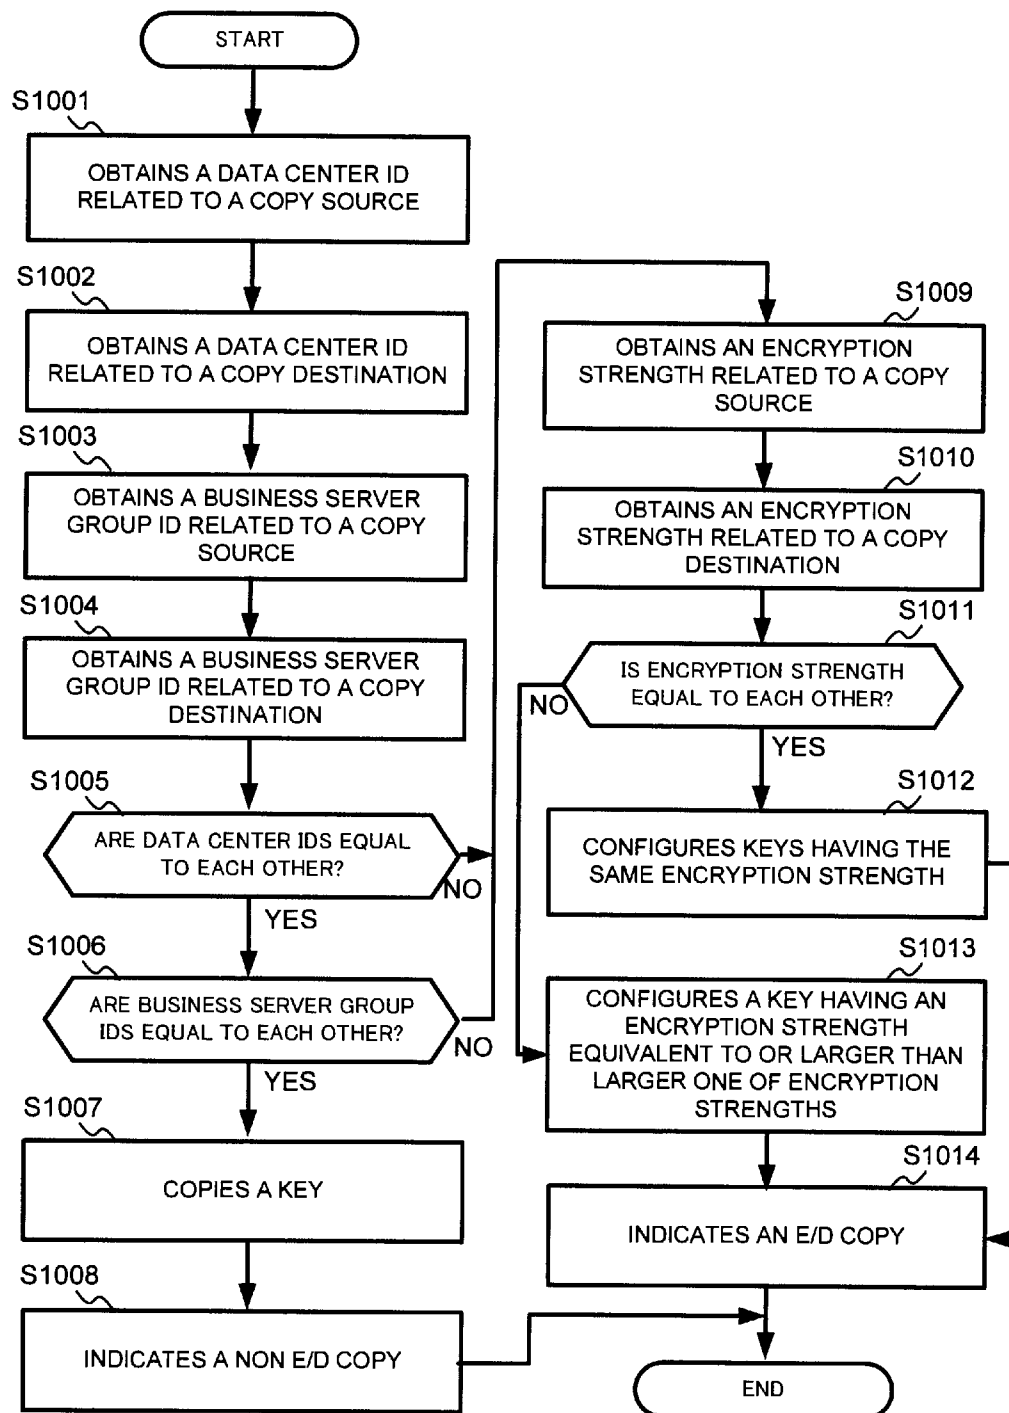 START
S1001
OBTAINS A DATA CENTER ID
RELATED TO A COPY SOURCE
S1002
OBTAINS A DATA CENTER ID
RELATED TO A COPY DESTINATION
S1003
OBTAINS A BUSINESS SERVER
GROUP ID RELATED TO A COPY
SOURCE
S1004
OBTAINS A BUSINESS SERVER
GROUP ID RELATED TO A COPY
DESTINATION
S1005
ARE DATA CENTER IDS EQUAL
TO EACH OTHER?
NO
YES
S1006
ARE BUSINESS SERVER GROUP
IDS EQUAL TO EACH OTHER?
NO
YES
S1007
COPIES A KEY
S1008
INDICATES A NON E/D COPY
S1009
OBTAINS AN ENCRYPTION
STRENGTH RELATED TO A COPY
SOURCE
S1010
OBTAINS AN ENCRYPTION
STRENGTH RELATED TO A COPY
DESTINATION
S1011
IS ENCRYPTION STRENGTH
EQUAL TO EACH OTHER?
NO
YES
S1012
CONFIGURES KEYS HAVING THE
SAME ENCRYPTION STRENGTH
S1013
CONFIGURES A KEY HAVING AN
ENCRYPTION STRENGTH
EQUIVALENT TO OR LARGER THAN
LARGER ONE OF ENCRYPTION
STRENGTHS
S1014
INDICATES AN E/D COPY
END